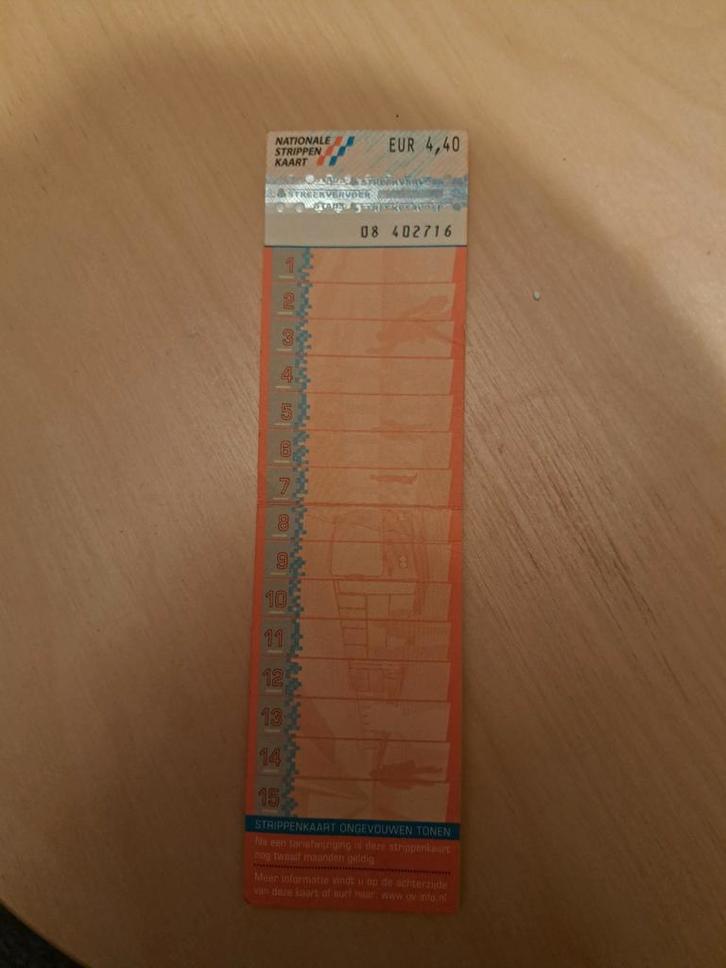 NATIONALE
STRIPPEN
KAART
EUR 4,40
STREEKVERVOER
08 402716
1
2
3
4
5
6
7
8
9
10
11
12
13
14
15
STRIPPENKAART ONGEVOUWEN TONEN
Na een tariefwijziging is deze strippenkaart
nog twaalf maanden geldig.
Meer informatie vindt u op de achterzijde
van deze kaart of surf naar: www.ov-info.nl